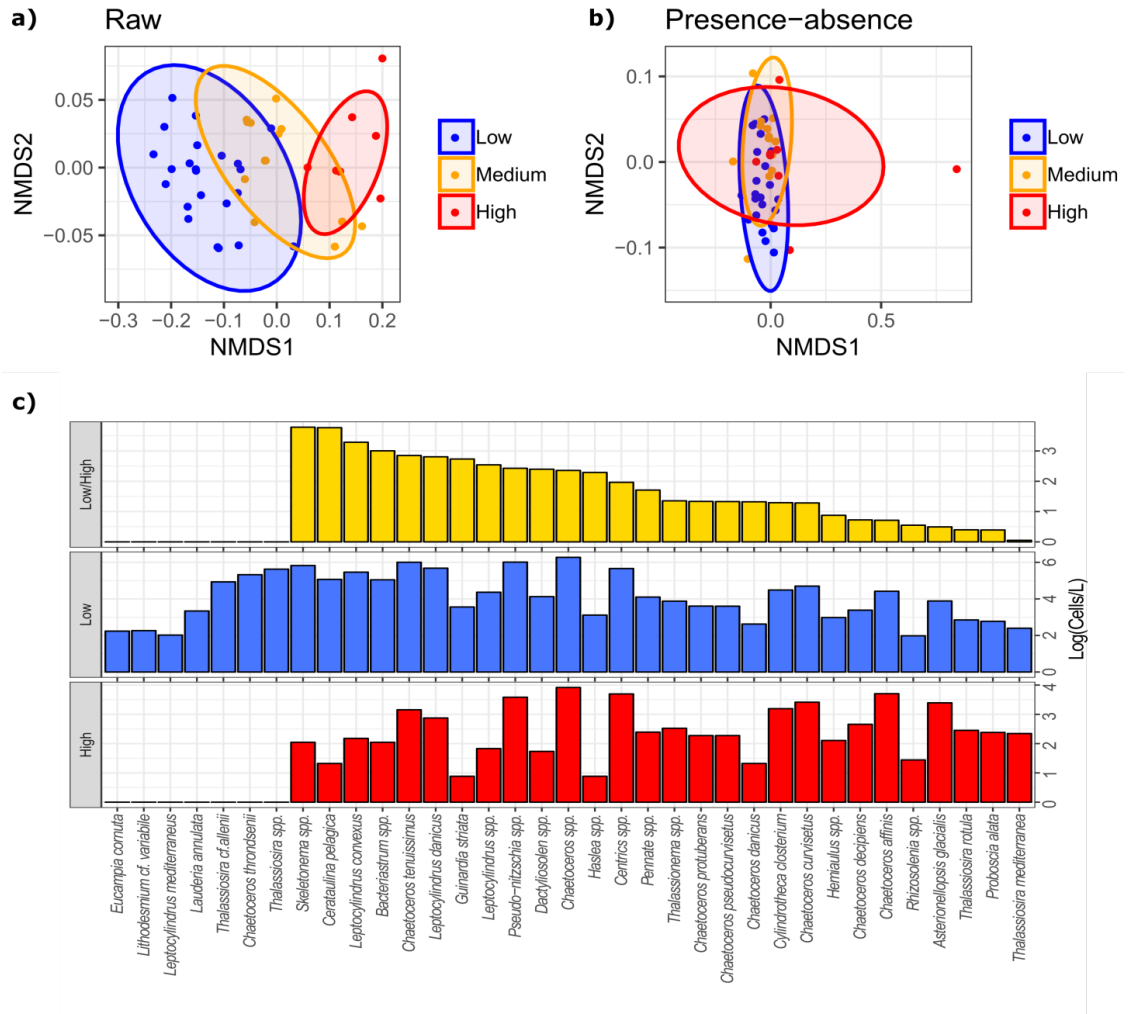 a) Raw
NMDS2
0.05
0.00
−0.05
−0.3 −0.2 −0.1 0.0 0.1 0.2
NMDS1
Low
Medium
High
b) Presence−absence
NMDS2
0.1
0.0
−0.1
0.0 0.5
NMDS1
Low
Medium
High
c)
Low/High
3
2
1
0
Low
6
4
2
0
High
4
3
2
1
0
Log(Cells/L)
Eucampia cornuta
Lithodesmium cf. variabile
Leptocylindrus mediterraneus
Lauderia annulata
Thalassiosira cf.allenii
Chaetoceros throndsenii
Thalassiosira spp.
Skeletonema spp.
Cerataulina pelagica
Leptocylindrus convexus
Bacteriastrum spp.
Chaetoceros tenuissimus
Leptocylindrus danicus
Guinardia striata
Leptocylindrus spp.
Pseudo-nitzschia spp.
Dactyliosolen spp.
Chaetoceros spp.
Haslea spp.
Centrics spp.
Pennate spp.
Thalassionema spp.
Chaetoceros protuberans
Chaetoceros pseudocurvisetus
Chaetoceros danicus
Cylindrotheca closterium
Chaetoceros curvisetus
Hemiaulus spp.
Chaetoceros decipiens
Chaetoceros affinis
Rhizosolenia spp.
Asterionellopsis glacialis
Thalassiosira rotula
Proboscia alata
Thalassiosira mediterranea